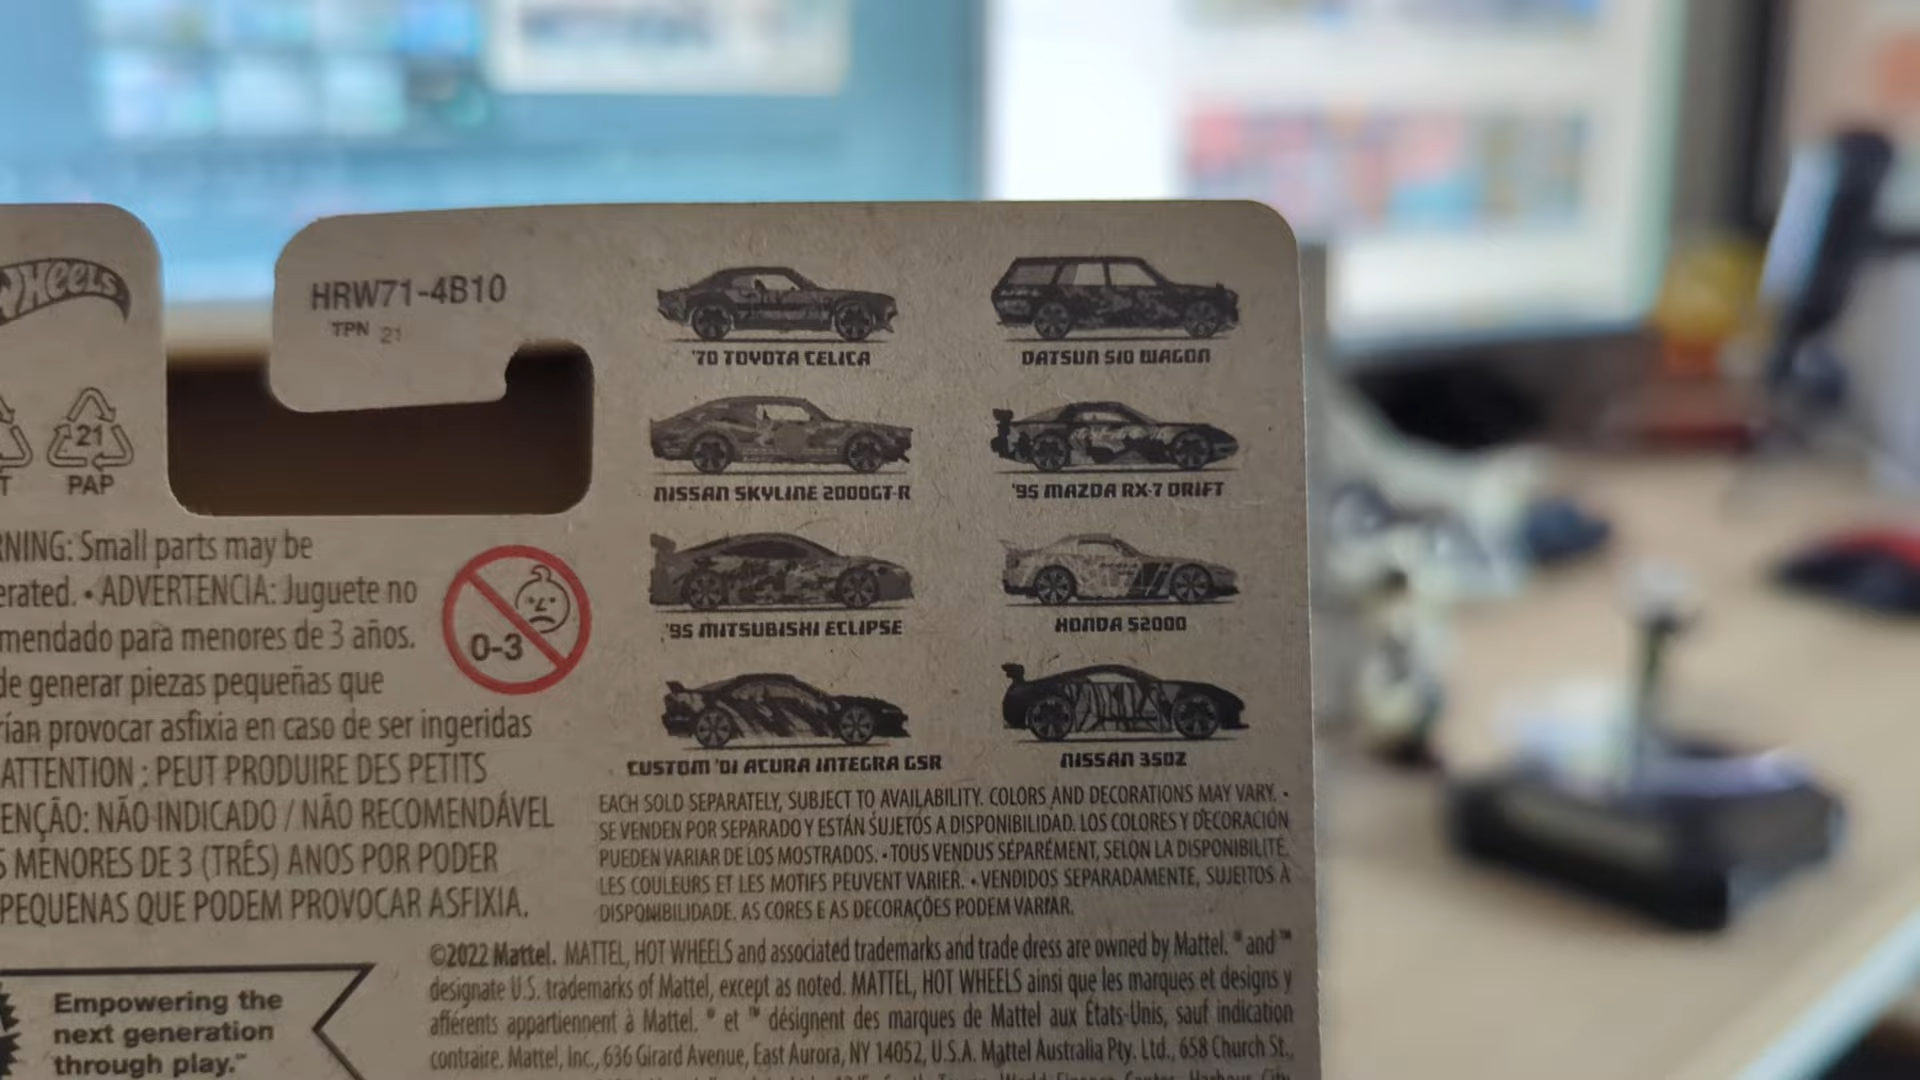 WHEELS
HRW71-4B10
TPN 21
21
PAP
'70 TOYOTA CELICA
DATSUN 510 WAGON
NISSAN SKYLINE 2000GT-R
'95 MAZDA RX-7 DRIFT
'95 MITSUBISHI ECLIPSE
HONDA S2000
CUSTOM '01 ACURA INTEGRA GSR
NISSAN 350Z
RNING: Small parts may be
erated. • ADVERTENCIA: Juguete no
mendado para menores de 3 años.
de generar piezas pequeñas que
rían provocar asfixia en caso de ser ingeridas
ATTENTION : PEUT PRODUIRE DES PETITS
ENÇÃO: NÃO INDICADO / NÃO RECOMENDÁVEL
S MENORES DE 3 (TRÊS) ANOS POR PODER
PEQUENAS QUE PODEM PROVOCAR ASFIXIA.
0-3
EACH SOLD SEPARATELY, SUBJECT TO AVAILABILITY. COLORS AND DECORATIONS MAY VARY. •
SE VENDEN POR SEPARADO Y ESTÁN SUJETOS A DISPONIBILIDAD. LOS COLORES Y DECORACIÓN
PUEDEN VARIAR DE LOS MOSTRADOS. • TOUS VENDUS SÉPARÉMENT, SELON LA DISPONIBILITÉ.
LES COULEURS ET LES MOTIFS PEUVENT VARIER. • VENDIDOS SEPARADAMENTE, SUJEITOS À
DISPONIBILIDADE. AS CORES E AS DECORAÇÕES PODEM VARIAR.
©2022 Mattel. MATTEL, HOT WHEELS and associated trademarks and trade dress are owned by Mattel. ® and ™
designate U.S. trademarks of Mattel, except as noted. MATTEL, HOT WHEELS ainsi que les marques et designs y
afférents appartiennent à Mattel. ® et ™ désignent des marques de Mattel aux États-Unis, sauf indication
contraire. Mattel, Inc., 636 Girard Avenue, East Aurora, NY 14052, U.S.A. Mattel Australia Pty. Ltd., 658 Church St.,
Empowering the
next generation
through play.™